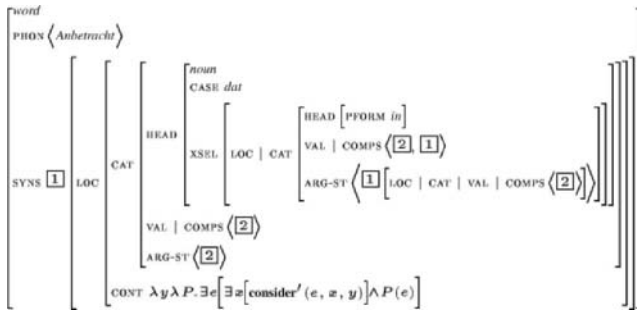 word
PHON ⟨Anbetracht⟩
noun
CASE dat
HEAD
HEAD [PFORM in]
XSEL [LOC | CAT
VAL | COMPS ⟨[2], [1]⟩
CAT
ARG-ST ⟨[1] [LOC | CAT | VAL | COMPS ⟨[2]⟩]⟩
SYNS [1] [LOC
VAL | COMPS ⟨[2]⟩
ARG-ST ⟨[2]⟩
CONT λyλP.∃e[∃x[consider′(e, x, y)]∧P(e)]